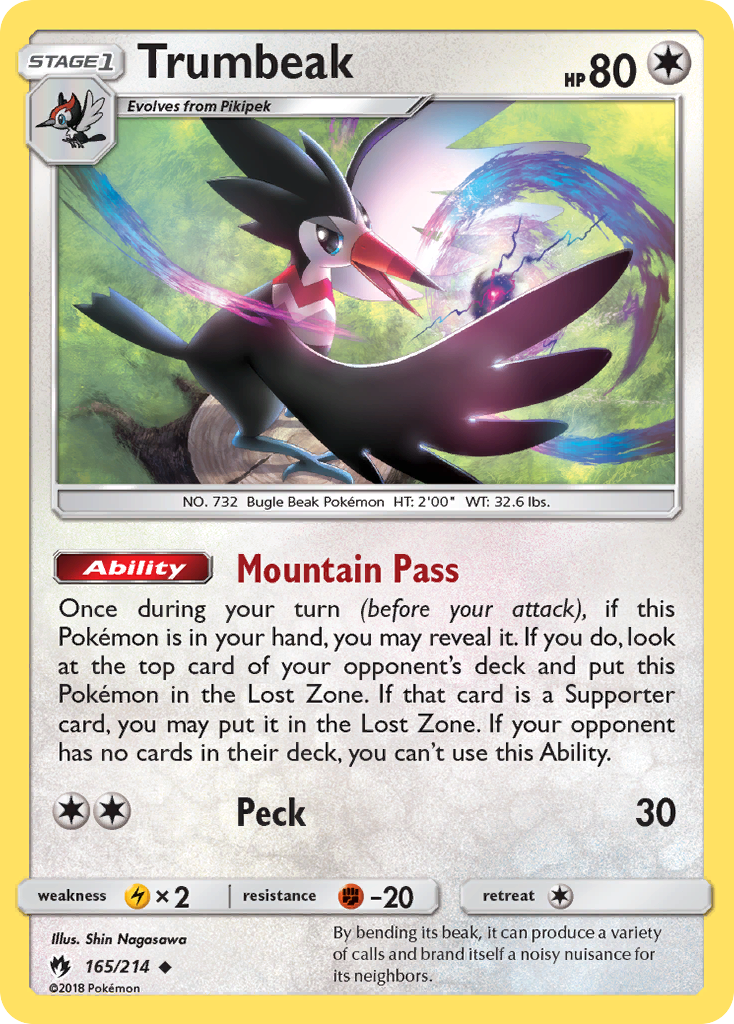 STAGE1
Trumbeak
HP80
Evolves from Pikipek
NO. 732 Bugle Beak Pokémon HT: 2'00" WT: 32.6 lbs.
Ability Mountain Pass
Once during your turn (before your attack), if this
Pokémon is in your hand, you may reveal it. If you do, look
at the top card of your opponent's deck and put this
Pokémon in the Lost Zone. If that card is a Supporter
card, you may put it in the Lost Zone. If your opponent
has no cards in their deck, you can't use this Ability.
Peck 30
weakness ×2 resistance -20 retreat
Illus. Shin Nagasawa
165/214
©2018 Pokémon
By bending its beak, it can produce a variety
of calls and brand itself a noisy nuisance for
its neighbors.